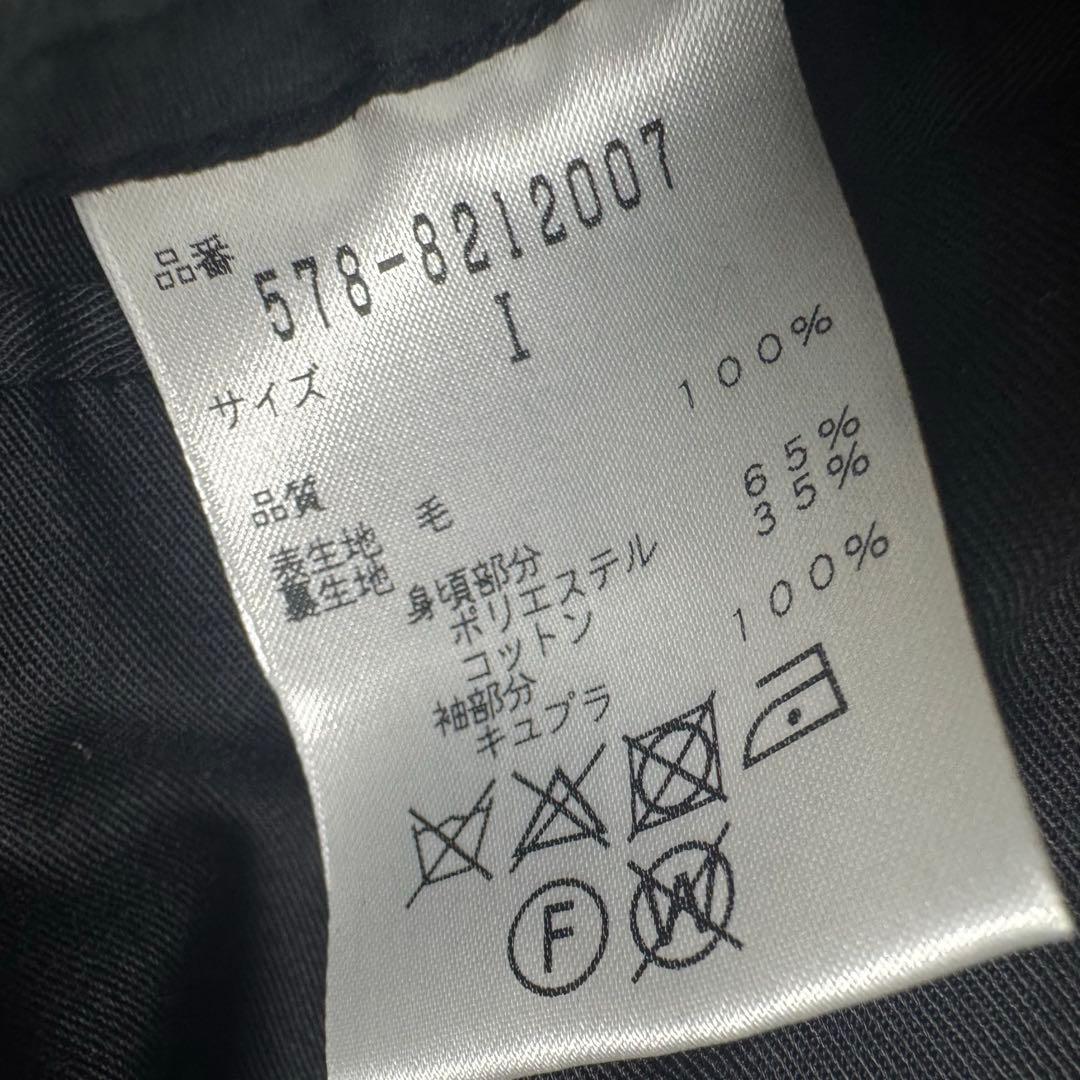 品番 578-8212007
サイズ 1
品質
表生地 毛 100%
裏生地 身頃部分
ポリエステル 65%
コットン 35%
袖部分
キュプラ 100%
F W